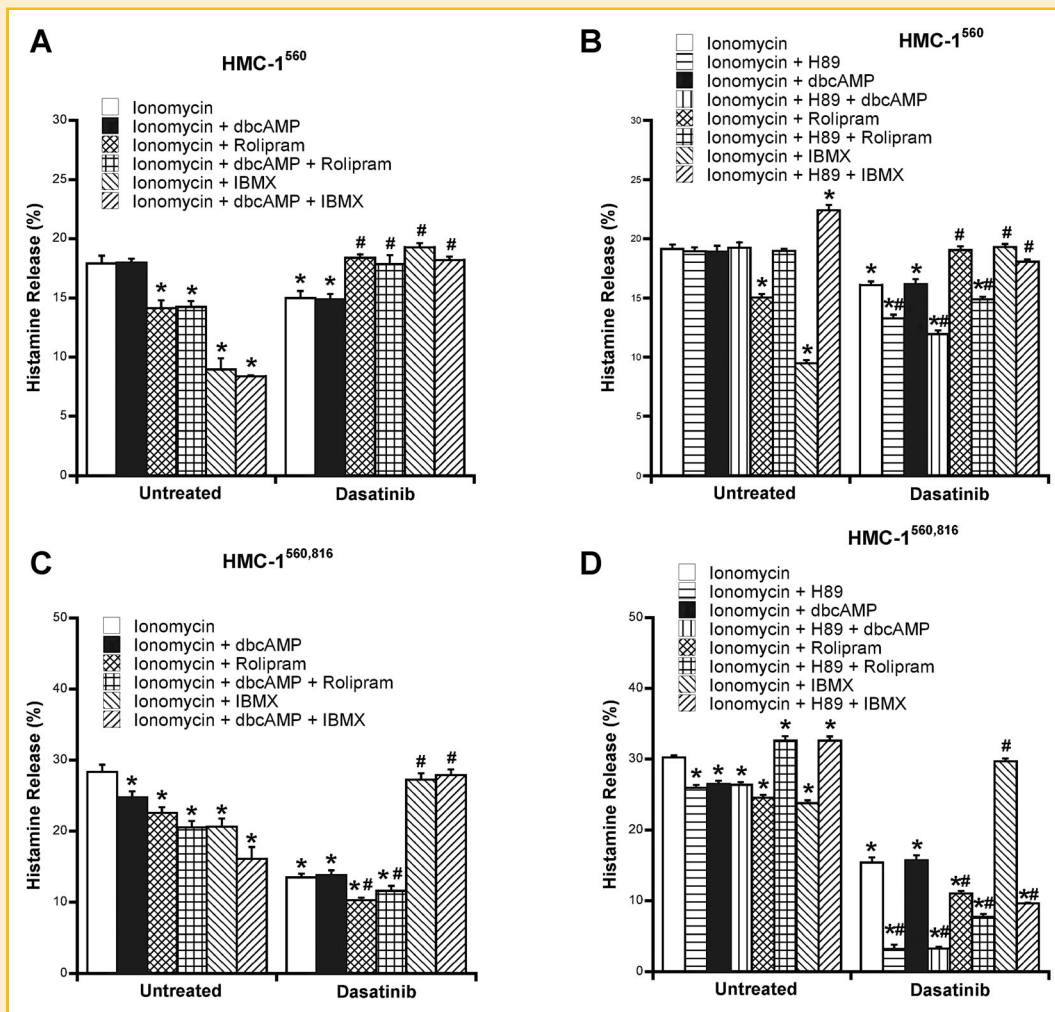 A
HMC-1560
Ionomycin
Ionomycin + dbcAMP
Ionomycin + Rolipram
Ionomycin + dbcAMP + Rolipram
Ionomycin + IBMX
Ionomycin + dbcAMP + IBMX
Histamine Release (%)
30
25
20
15
10
5
0
* * * *
* * # # # #
Untreated
Dasatinib
B
HMC-1560
Ionomycin
Ionomycin + H89
Ionomycin + dbcAMP
Ionomycin + H89 + dbcAMP
Ionomycin + Rolipram
Ionomycin + H89 + Rolipram
Ionomycin + IBMX
Ionomycin + H89 + IBMX
Histamine Release (%)
30
25
20
15
10
5
0
* * *
* *# * *# # *# # #
Untreated
Dasatinib
C
HMC-1560,816
Ionomycin
Ionomycin + dbcAMP
Ionomycin + Rolipram
Ionomycin + dbcAMP + Rolipram
Ionomycin + IBMX
Ionomycin + dbcAMP + IBMX
Histamine Release (%)
50
40
30
20
10
0
* * * * *
* * *# *# # #
Untreated
Dasatinib
D
HMC-1560,816
Ionomycin
Ionomycin + H89
Ionomycin + dbcAMP
Ionomycin + H89 + dbcAMP
Ionomycin + Rolipram
Ionomycin + H89 + Rolipram
Ionomycin + IBMX
Ionomycin + H89 + IBMX
Histamine Release (%)
50
40
30
20
10
0
* * * * * * *
* *# * *# *# *# # *#
Untreated
Dasatinib